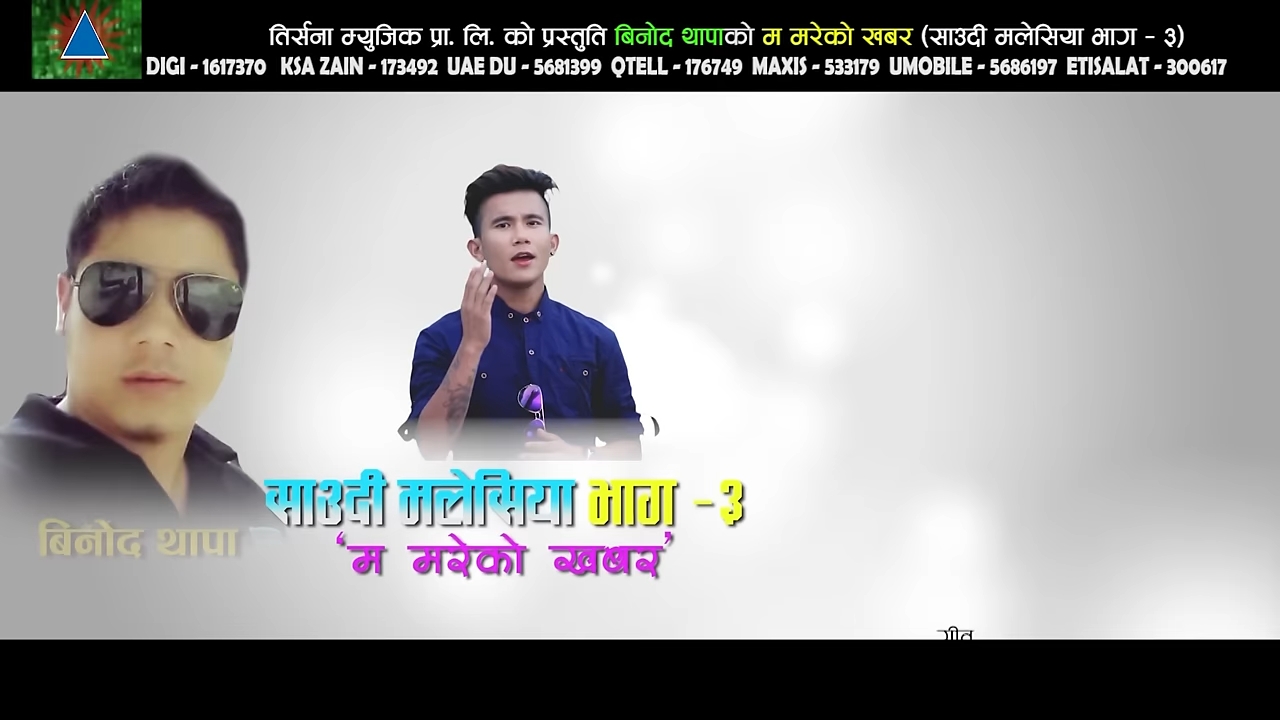 तिर्सना म्युजिक प्रा. लि. को प्रस्तुति बिनोद थापाको म मरेको खबर (साउदी मलेसिया भाग - ३)
DIGI - 1617370 KSA ZAIN - 173492 UAE DU - 5681399 QTELL - 176749 MAXIS - 533179 UMOBILE - 5686197 ETISALAT - 300617
साउदी मलेसिया भाग - ३
बिनोद थापा
'म मरेको खबर'
गीत